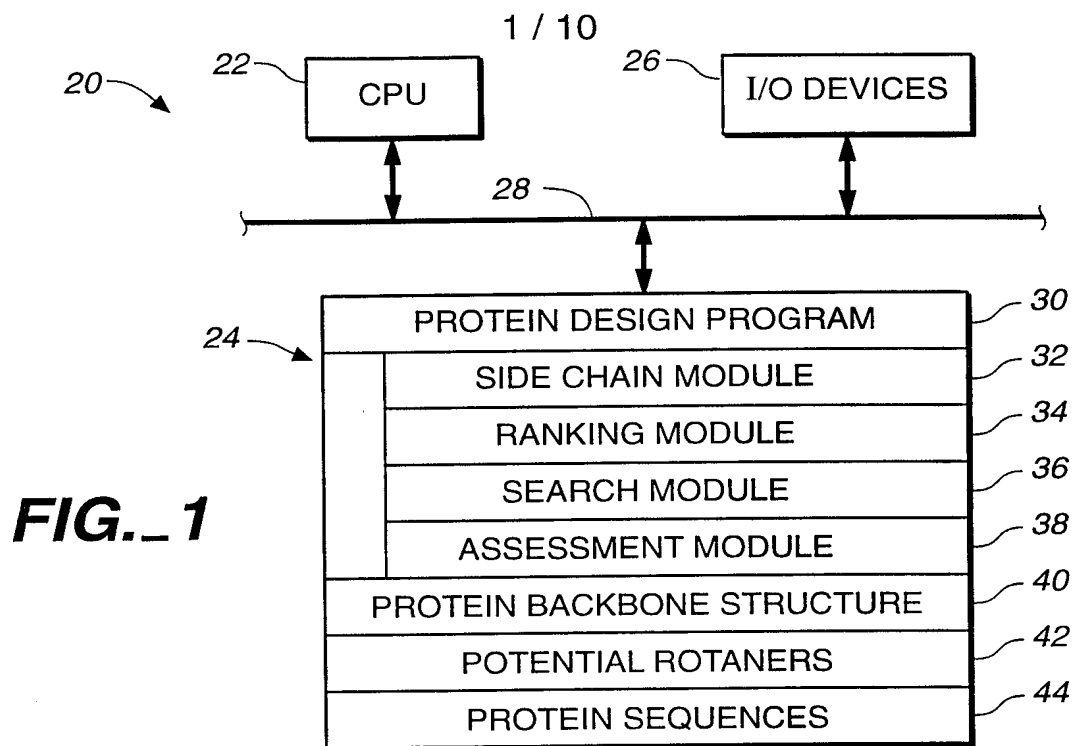 1 / 10
20
22
CPU
26
I/O DEVICES
28
24
PROTEIN DESIGN PROGRAM
30
SIDE CHAIN MODULE
32
RANKING MODULE
34
SEARCH MODULE
36
ASSESSMENT MODULE
38
PROTEIN BACKBONE STRUCTURE
40
POTENTIAL ROTANERS
42
PROTEIN SEQUENCES
44
FIG._1